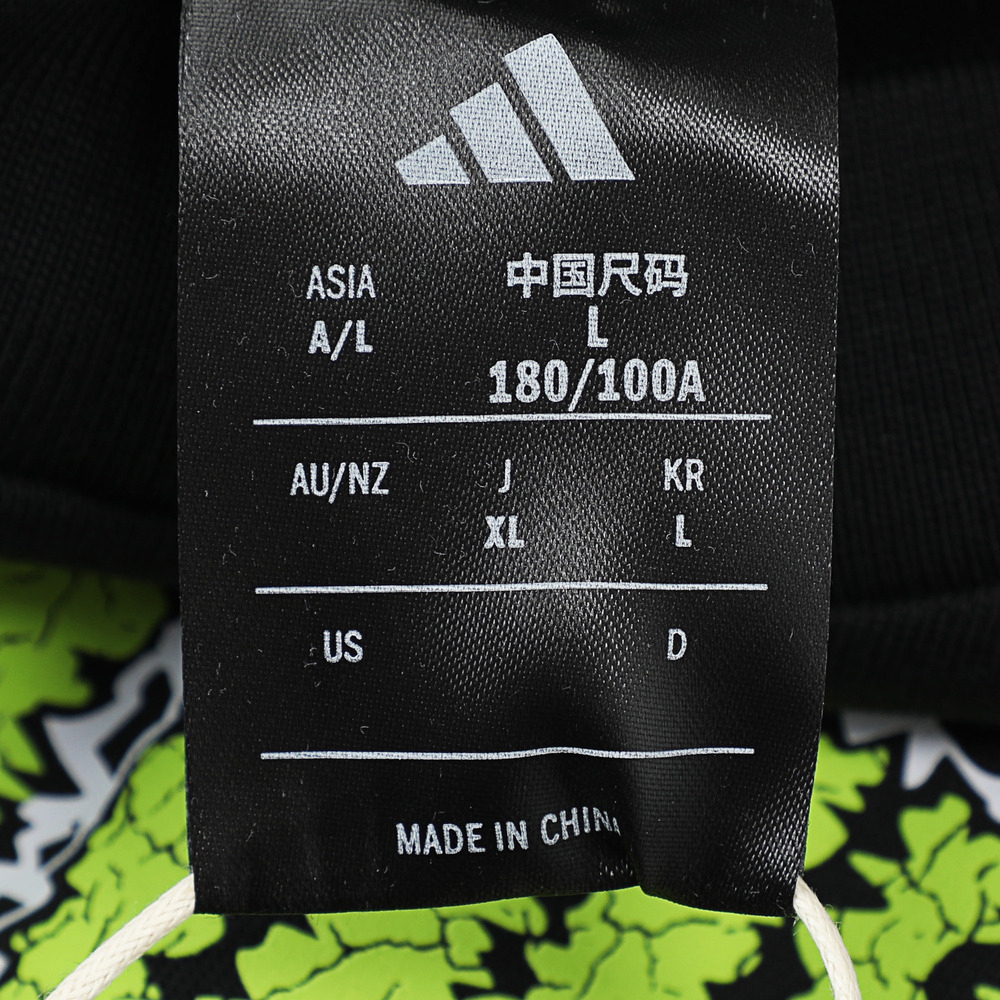 ASIA 中国尺码
A/L L
180/100A
AU/NZ J KR
XL L
US D
MADE IN CHINA